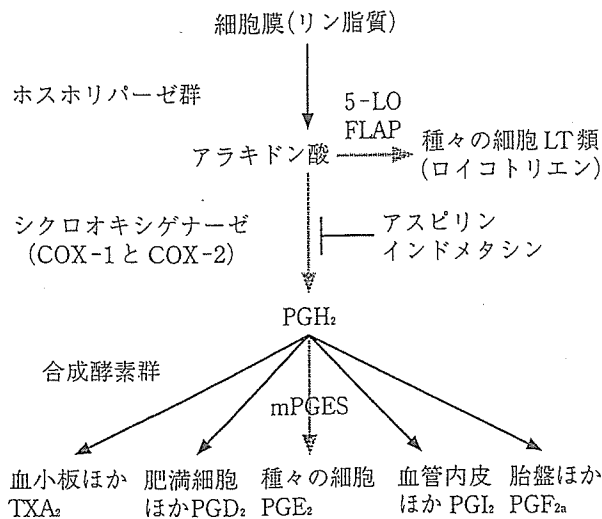 細胞膜(リン脂質)
ホスホリパーゼ群
5-LO
FLAP
アラキドン酸
種々の細胞LT類
(ロイコトリエン)
シクロオキシゲナーゼ
(COX-1とCOX-2)
アスピリン
インドメタシン
PGH₂
合成酵素群
mPGES
血小板ほか
TXA₂
肥満細胞
ほかPGD₂
種々の細胞
PGE₂
血管内皮
ほかPGI₂
胎盤ほか
PGF₂a